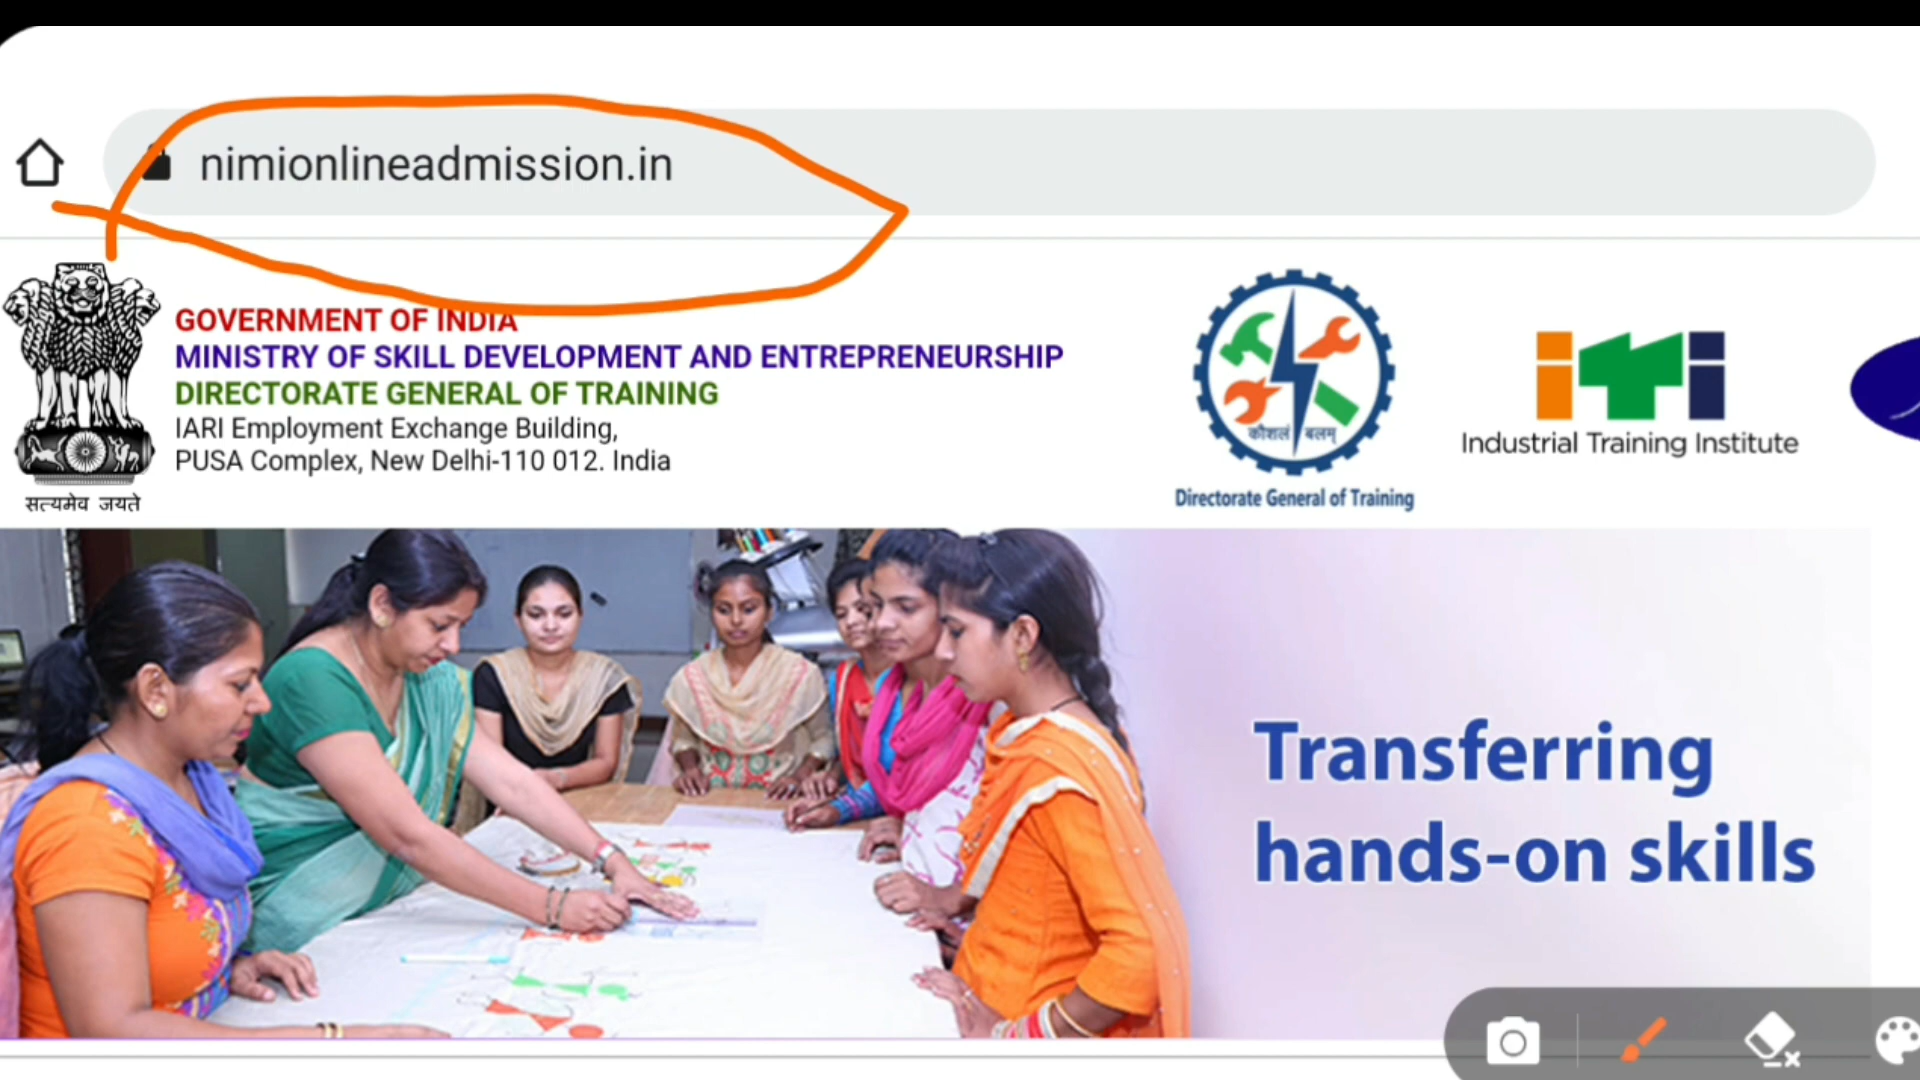 nimionlineadmission.in
GOVERNMENT OF INDIA
MINISTRY OF SKILL DEVELOPMENT AND ENTREPRENEURSHIP
DIRECTORATE GENERAL OF TRAINING
IARI Employment Exchange Building,
PUSA Complex, New Delhi-110 012. India
सत्यमेव जयते
कौशलं बलम्
Directorate General of Training
Industrial Training Institute
Transferring
hands-on skills